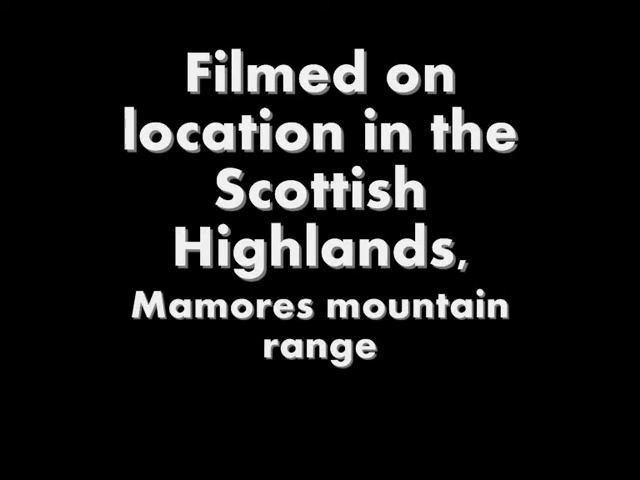 Filmed on
location in the
Scottish
Highlands,
Mamores mountain
range